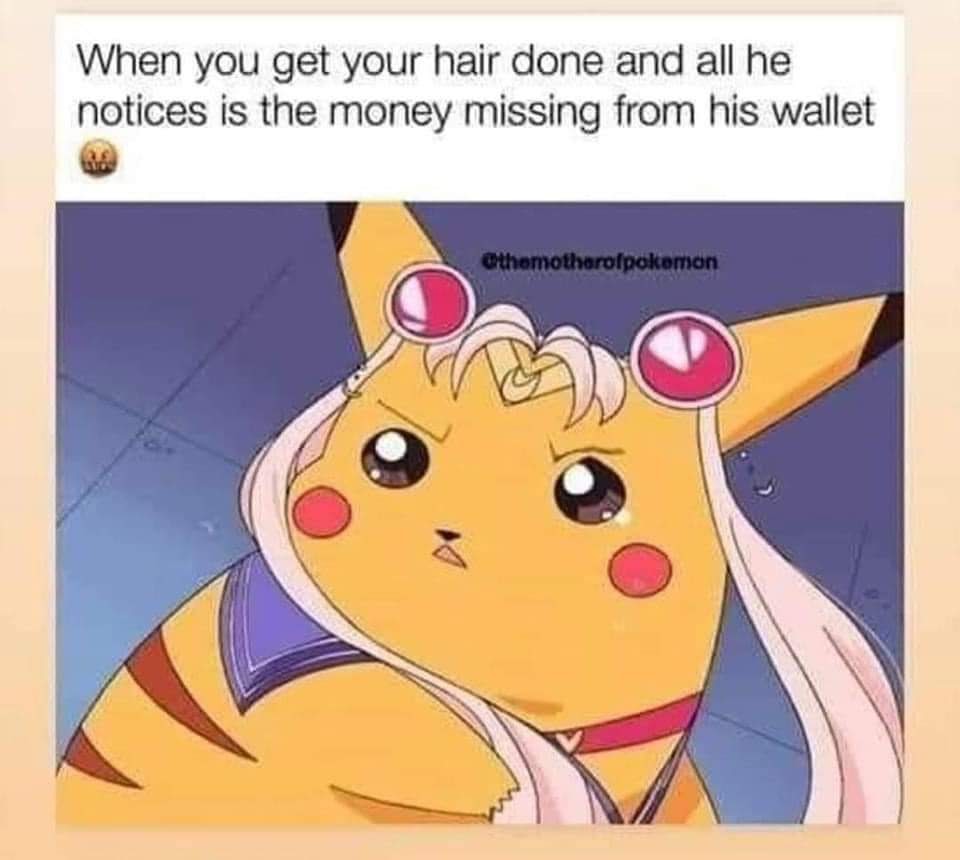 When you get your hair done and all he
notices is the money missing from his wallet
@themotherofpokemon